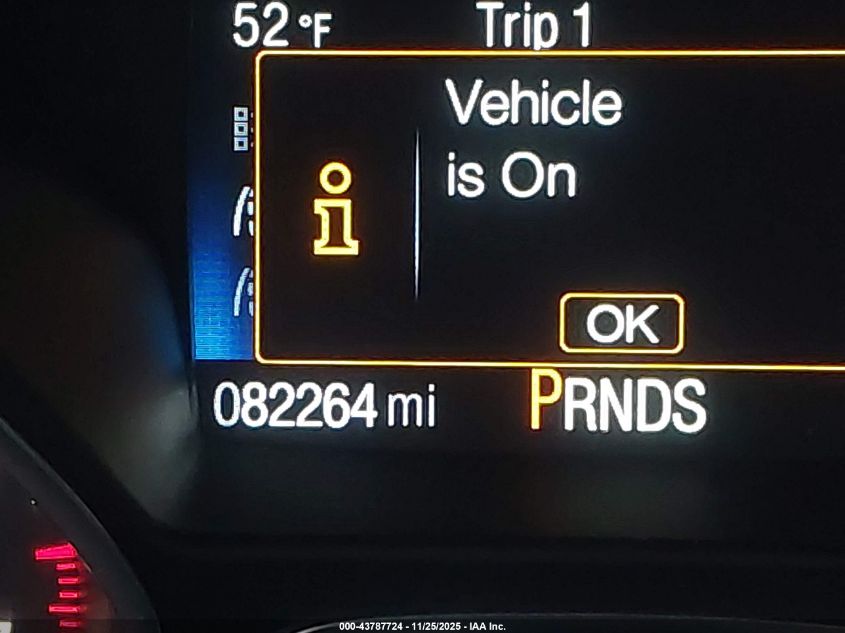 52°F Trip 1
Vehicle
is On
OK
082264 mi PRNDS
000-43787724 - 11/25/2025 - IAA Inc.